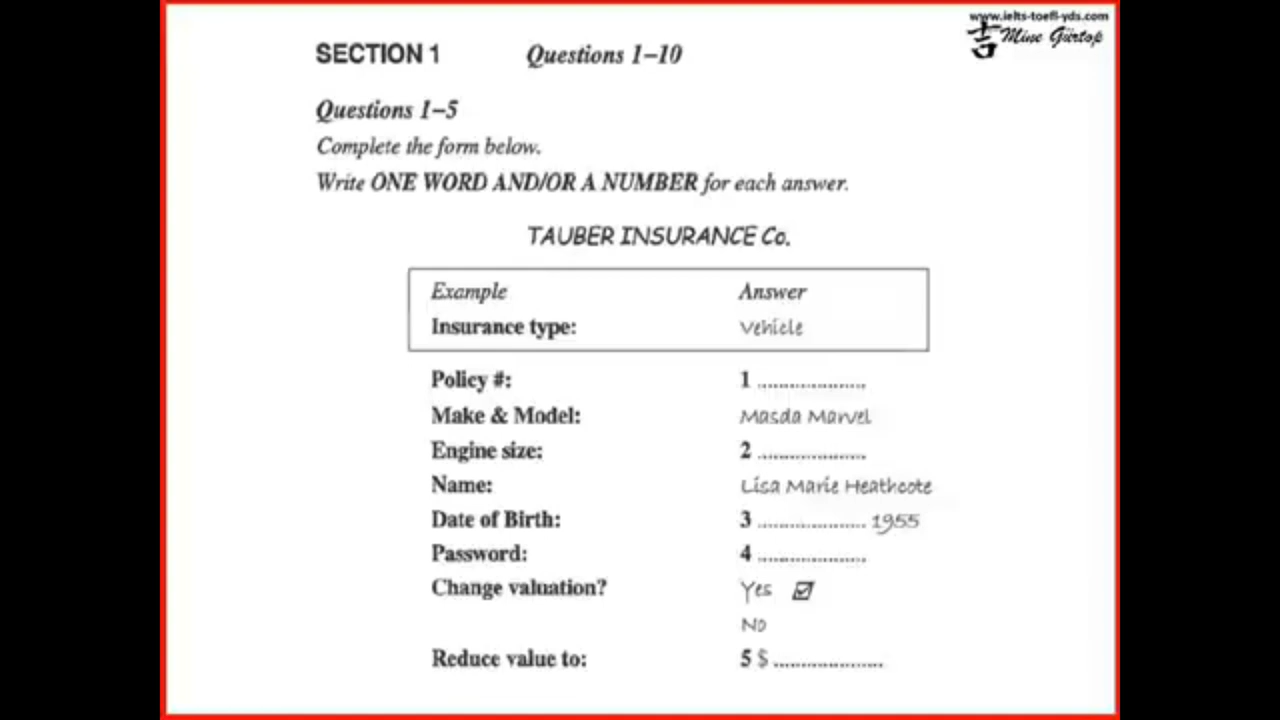 www.ielts-toefl-yds.com
吉 Mine Gürtop
SECTION 1 Questions 1–10
Questions 1–5
Complete the form below.
Write ONE WORD AND/OR A NUMBER for each answer.
TAUBER INSURANCE Co.
Example Answer
Insurance type: Vehicle
Policy #: 1 ......................
Make & Model: Masda Marvel
Engine size: 2 ......................
Name: Lisa Marie Heathcote
Date of Birth: 3 ...................... 1955
Password: 4 ......................
Change valuation? Yes ☑
No
Reduce value to: 5 $ ......................